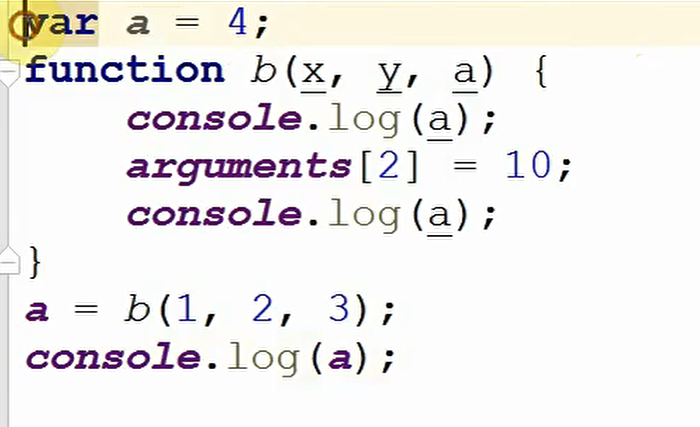 var a = 4;
function b(x, y, a) {
    console.log(a);
    arguments[2] = 10;
    console.log(a);
}
a = b(1, 2, 3);
console.log(a);